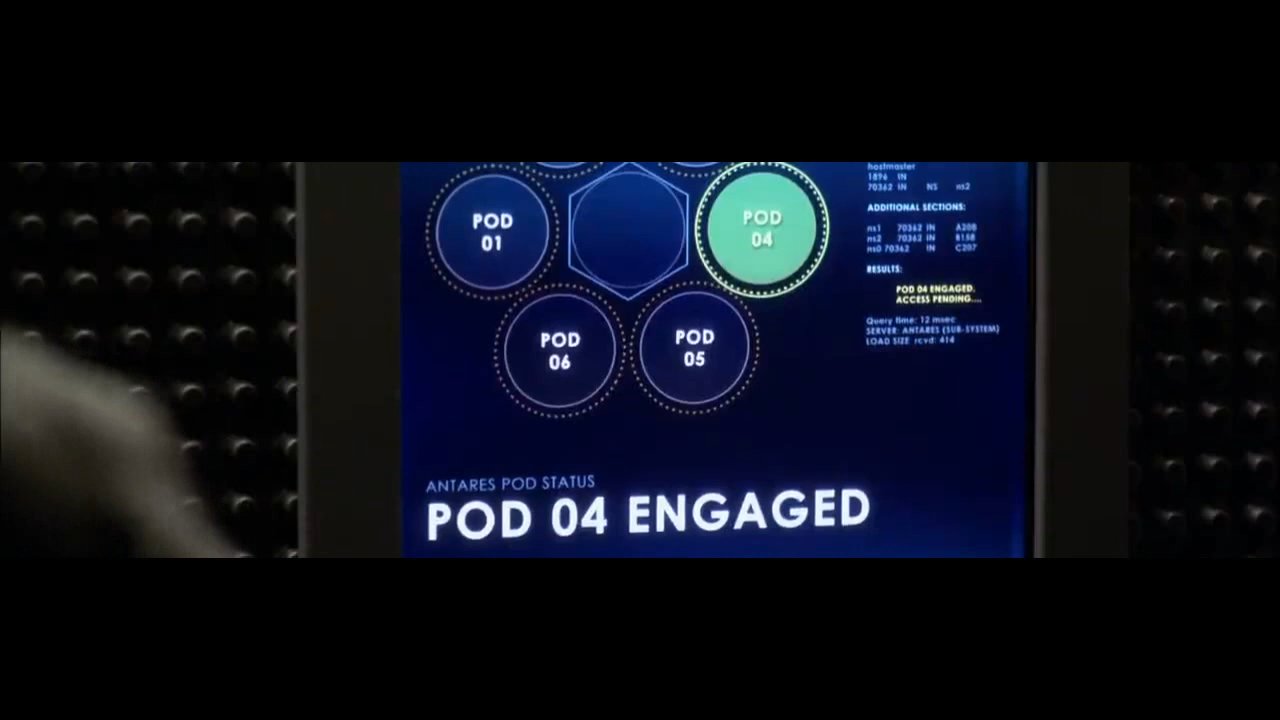 POD
01
POD
04
POD
06
POD
05
hostmaster
1896 IN
70362 IN NS ns2
ADDITIONAL SECTIONS:
ns1 70362 IN A208
ns2 70362 IN B158
ns0 70362 IN C207
RESULTS:
POD 04 ENGAGED.
ACCESS PENDING....
Query time: 12 msec
SERVER: ANTARES (SUB-SYSTEM)
LOAD SIZE rcvd: 414
ANTARES POD STATUS
POD 04 ENGAGED